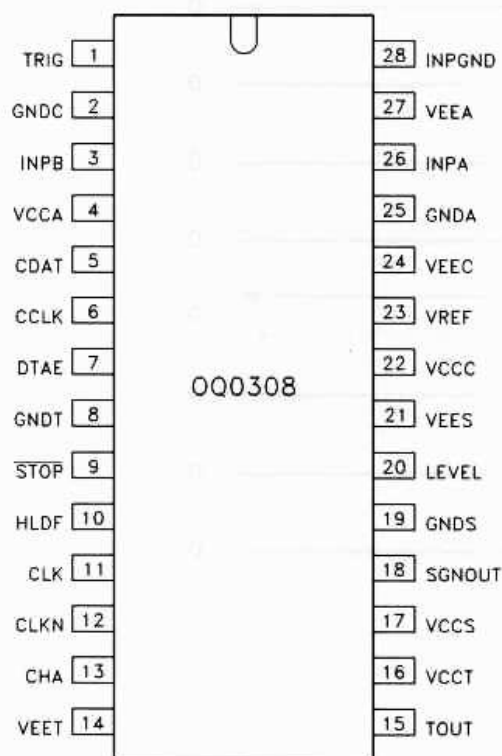 TRIG 1 28 INPGND
GNDC 2 27 VEEA
INPB 3 26 INPA
VCCA 4 25 GNDA
CDAT 5 24 VEEC
CCLK 6 23 VREF
DTAE 7 22 VCCC
OQ0308
GNDT 8 21 VEES
STOP 9 20 LEVEL
HLDF 10 19 GNDS
CLK 11 18 SGNOUT
CLKN 12 17 VCCS
CHA 13 16 VCCT
VEET 14 15 TOUT